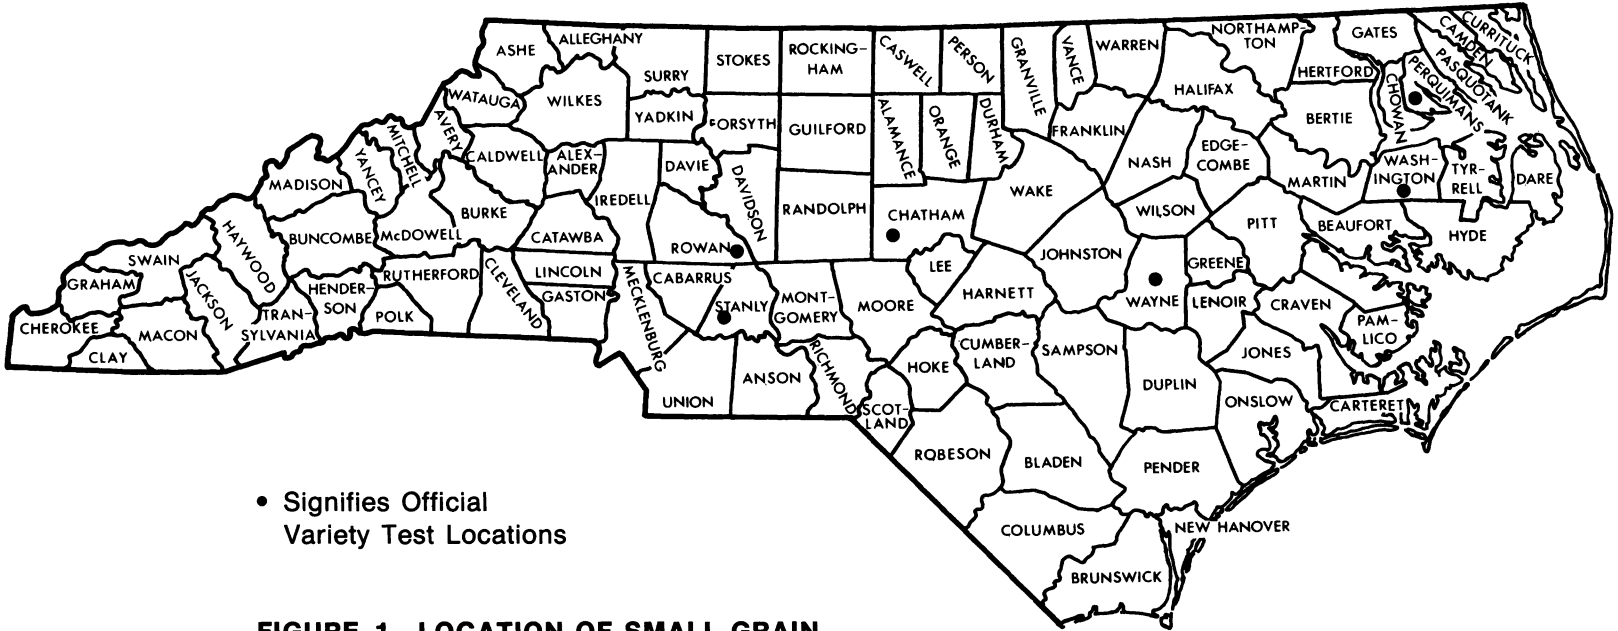 ASHE
ALLEGHANY
SURRY
STOKES
ROCKING-
HAM
CASWELL
PERSON
GRANVILLE
VANCE
WARREN
NORTHAMP-
TON
GATES
CURRITUCK
CAMDEN
PASQUOTANK
PERQUIMANS
CHOWAN
HERTFORD
HALIFAX
BERTIE
WATAUGA
WILKES
YADKIN
FORSYTH
GUILFORD
ALAMANCE
ORANGE
DURHAM
FRANKLIN
NASH
EDGE-
COMBE
MARTIN
WASH-
INGTON
TYR-
RELL
DARE
MITCHELL
AVERY
YANCEY
MADISON
CALDWELL
ALEX-
ANDER
IREDELL
DAVIE
DAVIDSON
RANDOLPH
CHATHAM
WAKE
WILSON
PITT
BEAUFORT
HYDE
HAYWOOD
BUNCOMBE
McDOWELL
BURKE
CATAWBA
ROWAN
LEE
JOHNSTON
GREENE
SWAIN
GRAHAM
JACKSON
HENDER-
SON
RUTHERFORD
CLEVELAND
LINCOLN
GASTON
MECKLENBURG
CABARRUS
STANLY
MONT-
GOMERY
MOORE
HARNETT
WAYNE
LENOIR
CRAVEN
PAM-
LICO
CHEROKEE
CLAY
MACON
TRAN-
SYLVANIA
POLK
UNION
ANSON
RICHMOND
SCOT-
LAND
HOKE
CUMBER-
LAND
SAMPSON
DUPLIN
JONES
ONSLOW
CARTERET
ROBESON
BLADEN
PENDER
COLUMBUS
NEW HANOVER
BRUNSWICK
• Signifies Official
Variety Test Locations
FIGURE 1. LOCATION OF SMALL GRAIN